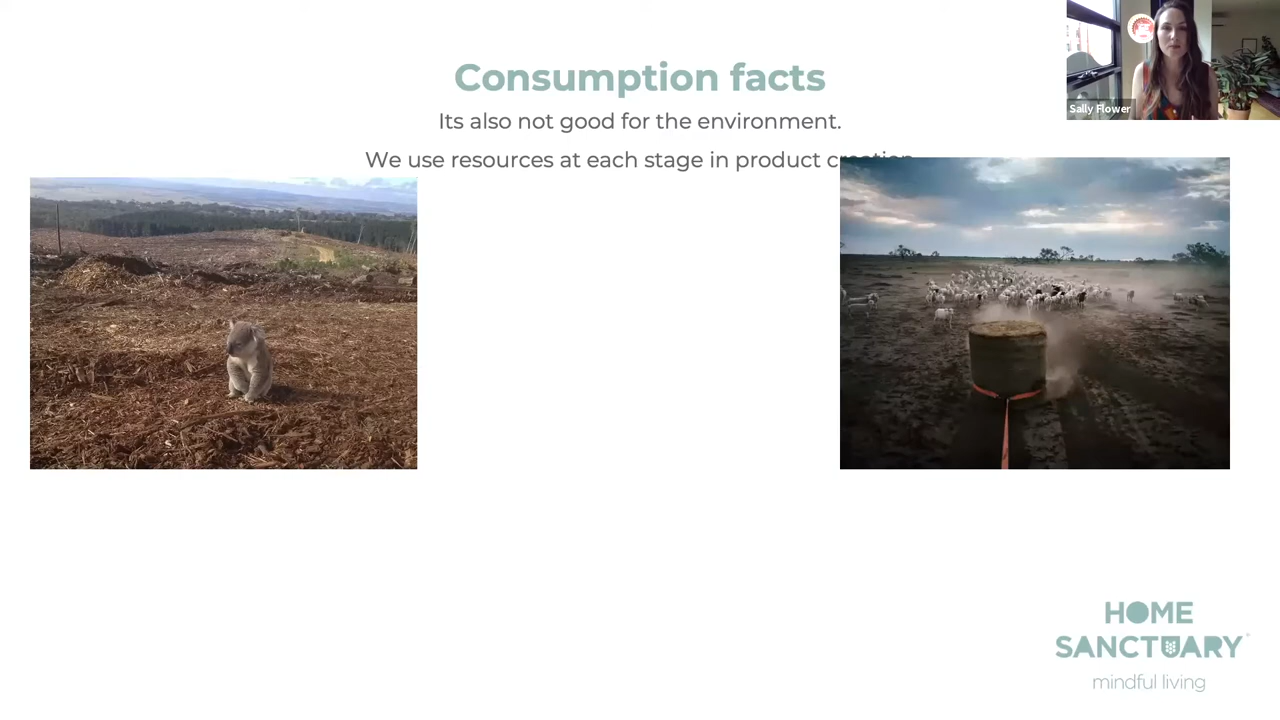 Consumption facts
Its also not good for the environment.
We use resources at each stage in product creation
Sally Flower
HOME
SANCTUARY
mindful living